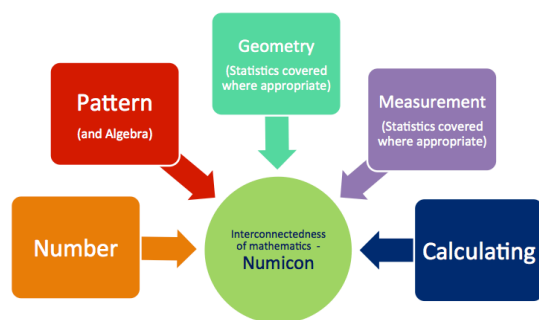 Geometry
(Statistics covered
where appropriate)
Pattern
(and Algebra)
Measurement
(Statistics covered
where appropriate)
Number
Interconnectedness
of mathematics -
Numicon
Calculating